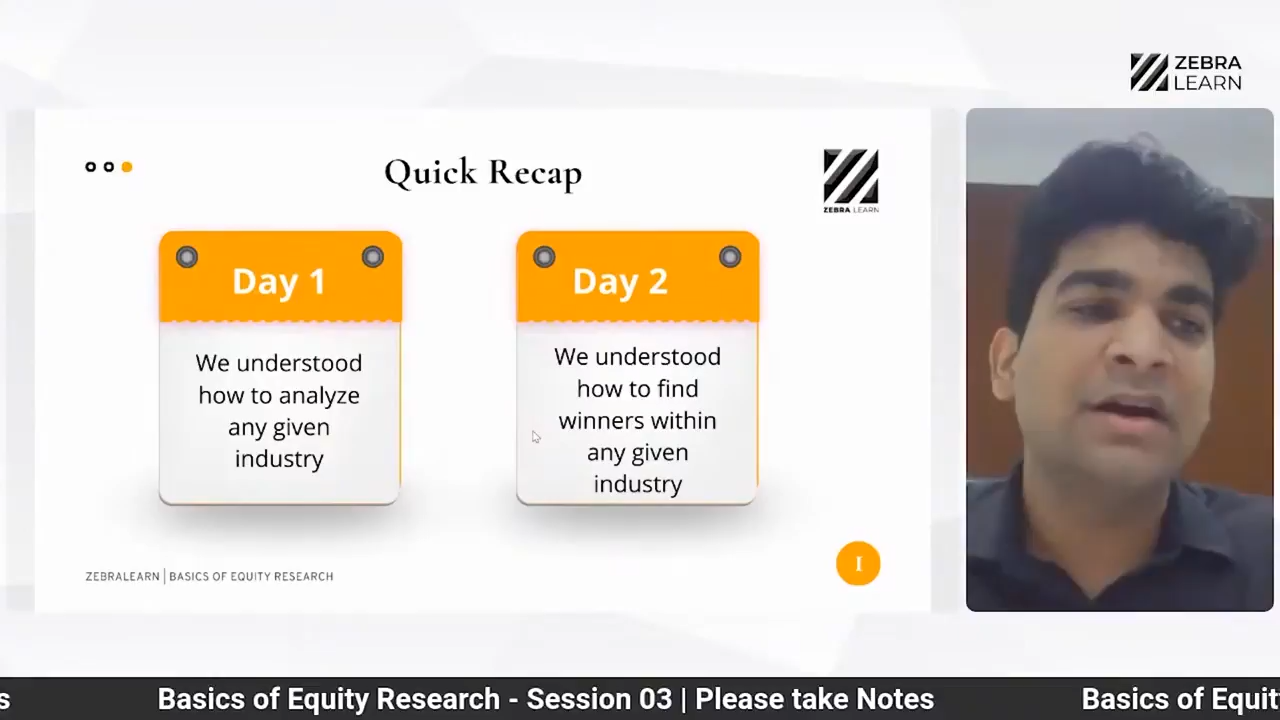 ZEBRA
LEARN
Quick Recap
ZEBRA LEARN
Day 1
We understood
how to analyze
any given
industry
Day 2
We understood
how to find
winners within
any given
industry
ZEBRALEARN | BASICS OF EQUITY RESEARCH
1
s
Basics of Equity Research - Session 03 | Please take Notes
Basics of Equit